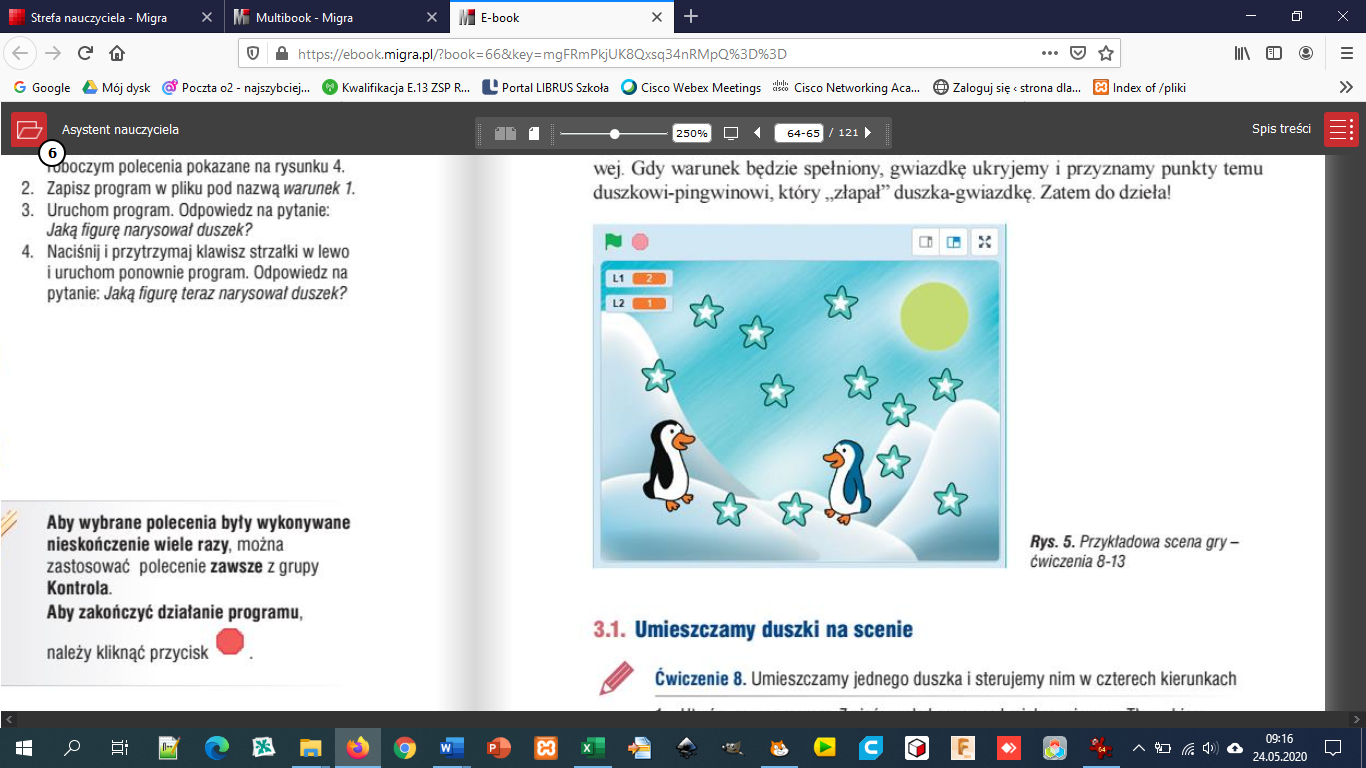 Strefa nauczyciela - Migra
Multibook - Migra
E-book
https://ebook.migra.pl/?book=66&key=mgFRmPkjUK8Qxsq34nRMpQ%3D%3D
Google
Mój dysk
Poczta o2 - najszybciej...
Kwalifikacja E.13 ZSP R...
Portal LIBRUS Szkoła
Cisco Webex Meetings
Cisco Networking Aca...
Zaloguj się ‹ strona dla...
Index of /pliki
Asystent nauczyciela
250%
64-65 / 121
Spis treści
6
roboczym polecenia pokazane na rysunku 4.
2. Zapisz program w pliku pod nazwą warunek 1.
3. Uruchom program. Odpowiedz na pytanie:
Jaką figurę narysował duszek?
4. Naciśnij i przytrzymaj klawisz strzałki w lewo
i uruchom ponownie program. Odpowiedz na
pytanie: Jaką figurę teraz narysował duszek?
Aby wybrane polecenia były wykonywane
nieskończenie wiele razy, można
zastosować polecenie zawsze z grupy
Kontrola.
Aby zakończyć działanie programu,
należy kliknąć przycisk .
wej. Gdy warunek będzie spełniony, gwiazdkę ukryjemy i przyznamy punkty temu
duszkowi-pingwinowi, który „złapał” duszka-gwiazdkę. Zatem do dzieła!
L1 2
L2 1
Rys. 5. Przykładowa scena gry –
ćwiczenia 8-13
3.1. Umieszczamy duszki na scenie
Ćwiczenie 8. Umieszczamy jednego duszka i sterujemy nim w czterech kierunkach
09:16
24.05.2020